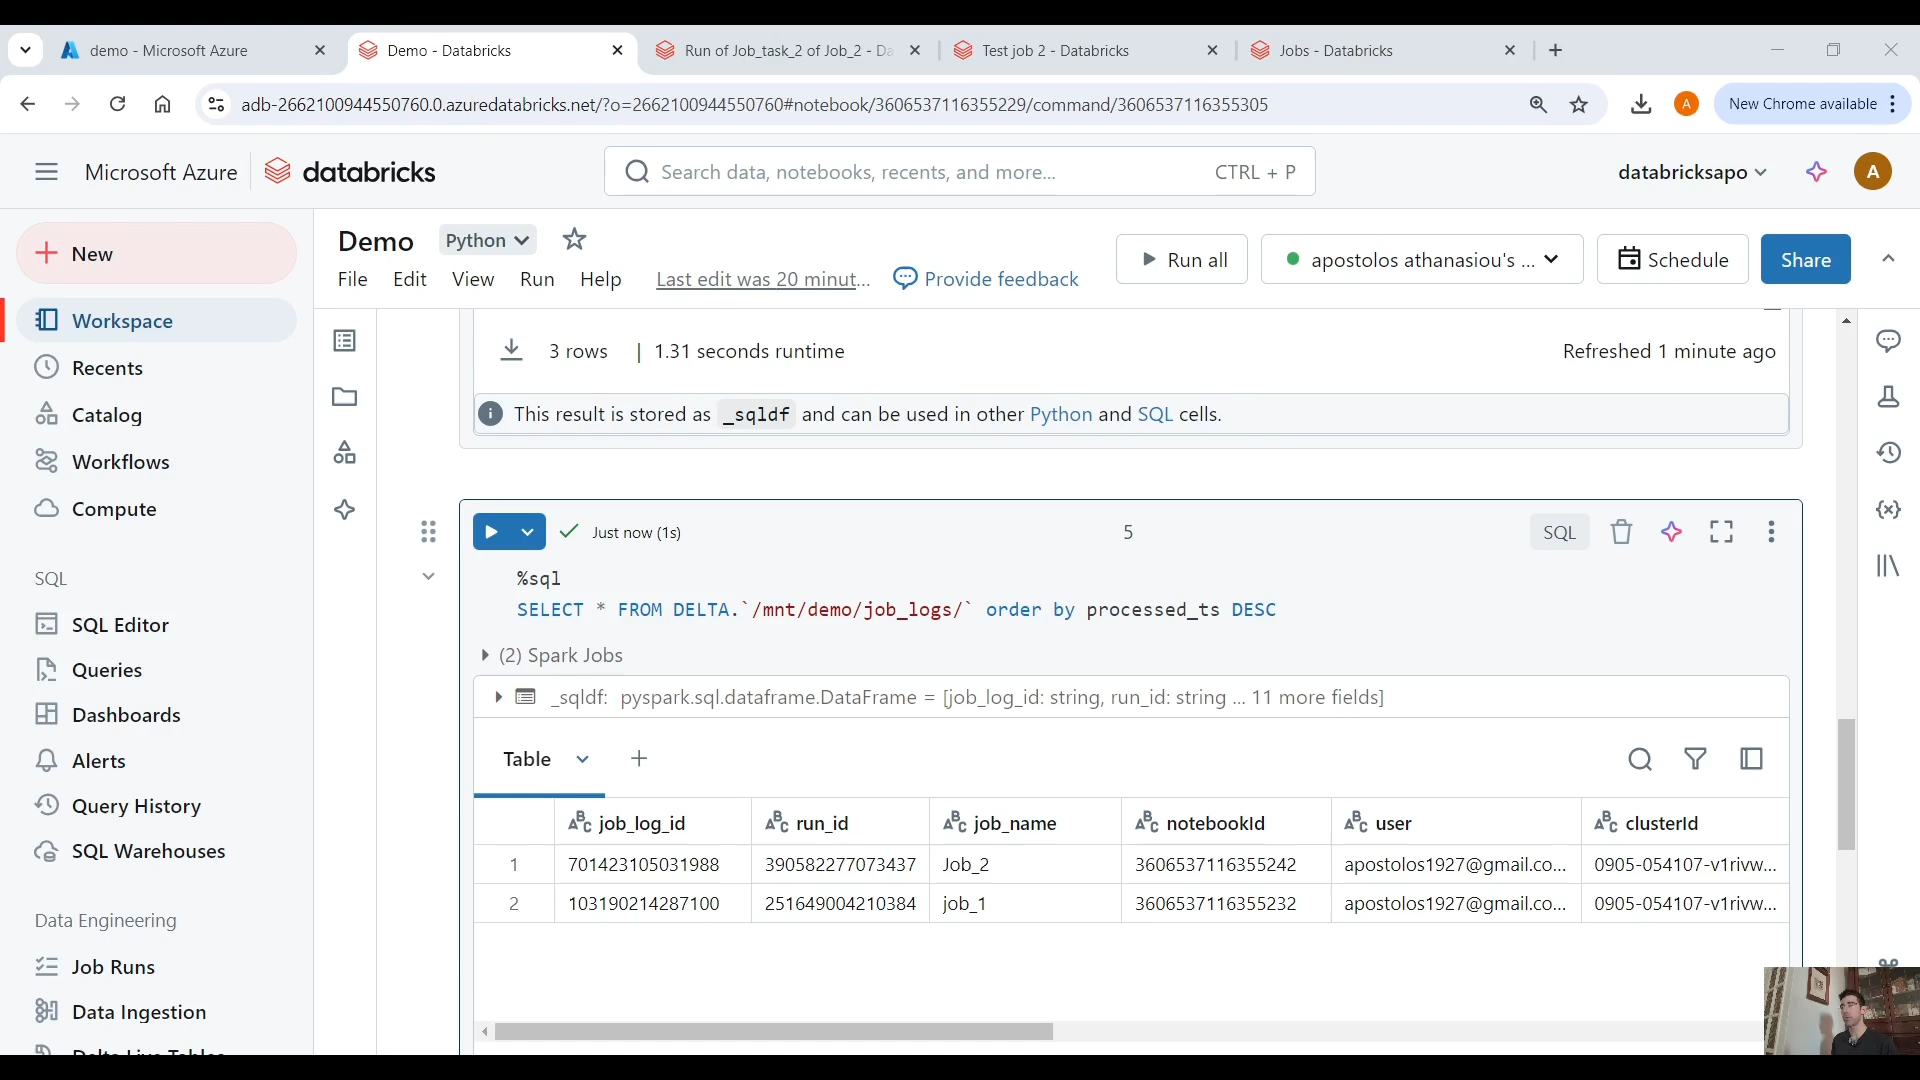 demo - Microsoft Azure
Demo - Databricks
Run of Job_task_2 of Job_2 - Da
Test job 2 - Databricks
Jobs - Databricks
adb-2662100944550760.0.azuredatabricks.net/?o=2662100944550760#notebook/3606537116355229/command/3606537116355305
A
New Chrome available
Microsoft Azure
databricks
Search data, notebooks, recents, and more...
CTRL + P
databricksapo
A
New
Workspace
Recents
Catalog
Workflows
Compute
SQL
SQL Editor
Queries
Dashboards
Alerts
Query History
SQL Warehouses
Data Engineering
Job Runs
Data Ingestion
Delta Live Tables
Demo
Python
File Edit View Run Help
Last edit was 20 minut...
Provide feedback
Run all
apostolos athanasiou's ...
Schedule
Share
3 rows | 1.31 seconds runtime
Refreshed 1 minute ago
This result is stored as _sqldf and can be used in other Python and SQL cells.
Just now (1s)
5
SQL
%sql
SELECT * FROM DELTA.`/mnt/demo/job_logs/` order by processed_ts DESC
(2) Spark Jobs
_sqldf: pyspark.sql.dataframe.DataFrame = [job_log_id: string, run_id: string ... 11 more fields]
Table
job_log_id run_id job_name notebookId user clusterId
1 701423105031988 390582277073437 Job_2 3606537116355242 apostolos1927@gmail.co... 0905-054107-v1rivw...
2 103190214287100 251649004210384 job_1 3606537116355232 apostolos1927@gmail.co... 0905-054107-v1rivw...